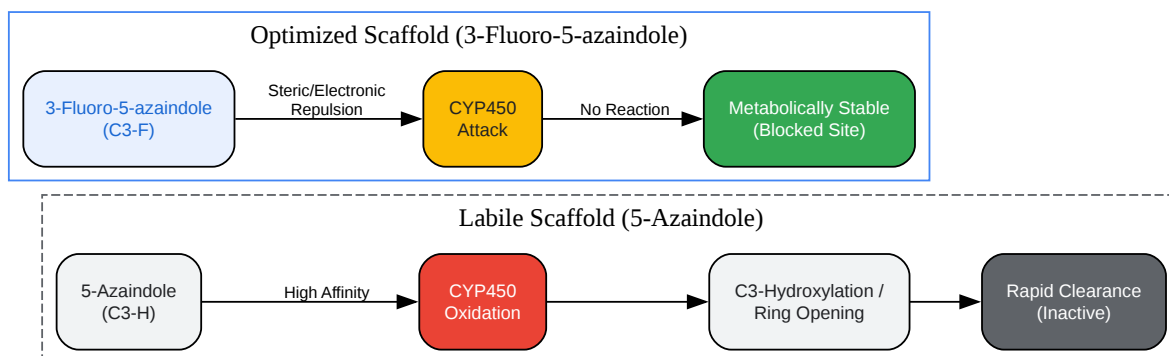 Optimized Scaffold (3-Fluoro-5-azaindole)
3-Fluoro-5-azaindole
(C3-F)
Steric/Electronic
Repulsion
CYP450
Attack
No Reaction
Metabolically Stable
(Blocked Site)
Labile Scaffold (5-Azaindole)
5-Azaindole
(C3-H)
High Affinity
CYP450
Oxidation
C3-Hydroxylation /
Ring Opening
Rapid Clearance
(Inactive)